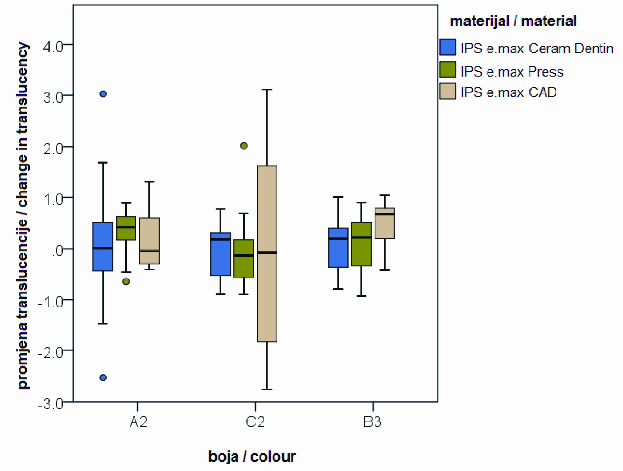 materijal / material
IPS e.max Ceram Dentin
IPS e.max Press
IPS e.max CAD
promjena translucencije / change in translucency
4.0
3.0
2.0
1.0
.0
-1.0
-2.0
-3.0
A2
C2
B3
boja / colour